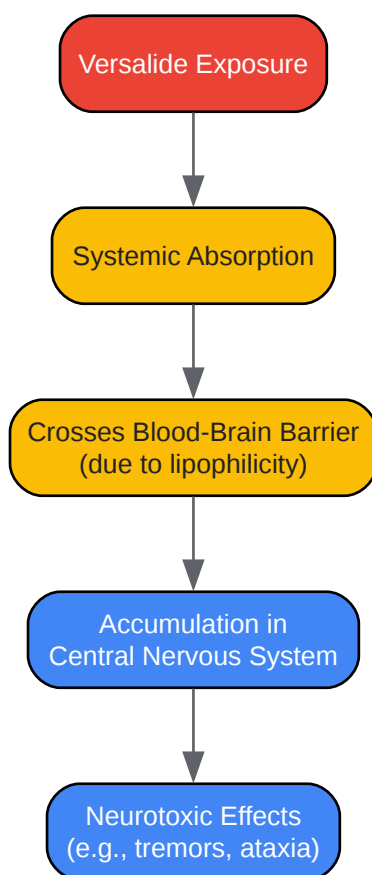 Versalide Exposure
Systemic Absorption
Crosses Blood-Brain Barrier
(due to lipophilicity)
Accumulation in
Central Nervous System
Neurotoxic Effects
(e.g., tremors, ataxia)